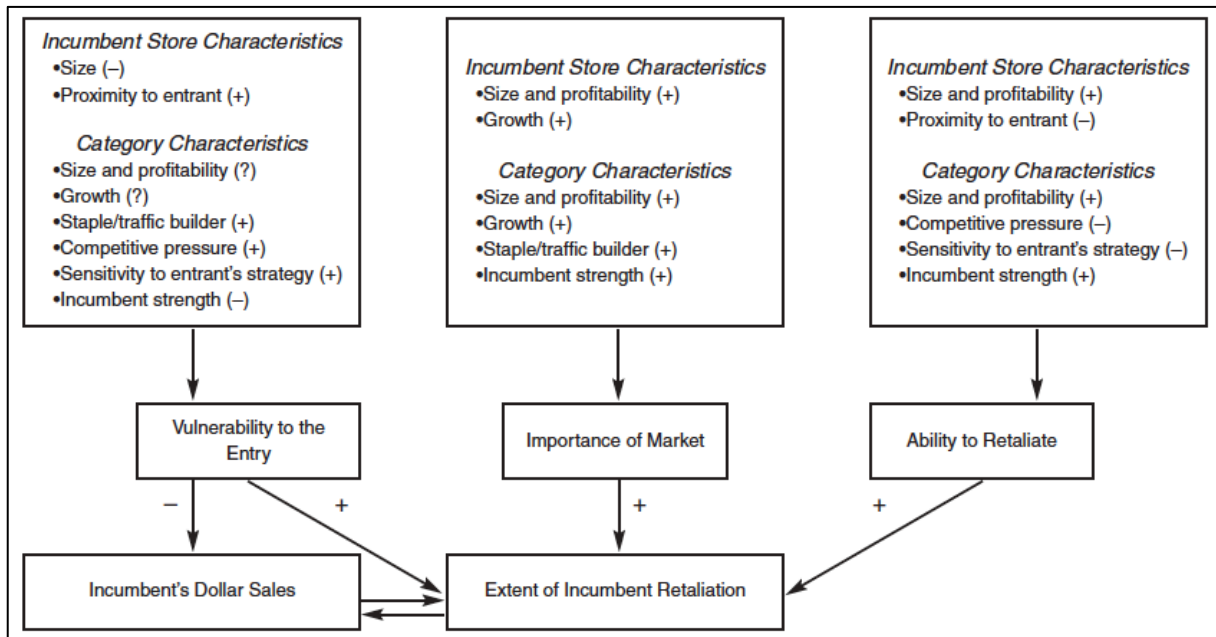 Incumbent Store Characteristics
•Size (–)
•Proximity to entrant (+)
Category Characteristics
•Size and profitability (?)
•Growth (?)
•Staple/traffic builder (+)
•Competitive pressure (+)
•Sensitivity to entrant's strategy (+)
•Incumbent strength (–)
Incumbent Store Characteristics
•Size and profitability (+)
•Growth (+)
Category Characteristics
•Size and profitability (+)
•Growth (+)
•Staple/traffic builder (+)
•Incumbent strength (+)
Incumbent Store Characteristics
•Size and profitability (+)
•Proximity to entrant (–)
Category Characteristics
•Size and profitability (+)
•Competitive pressure (–)
•Sensitivity to entrant's strategy (–)
•Incumbent strength (+)
Vulnerability to the
Entry
Importance of Market
Ability to Retaliate
–
+
+
+
Incumbent's Dollar Sales
Extent of Incumbent Retaliation